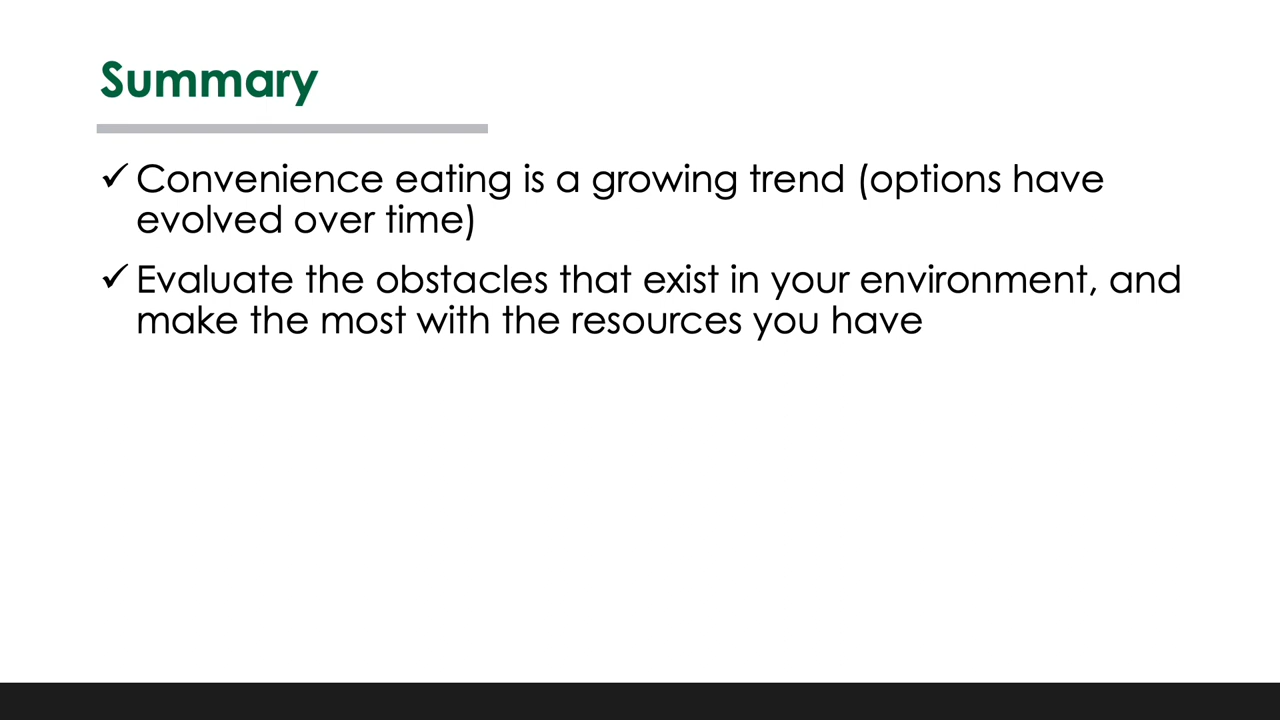 Summary
✓ Convenience eating is a growing trend (options have
evolved over time)
✓ Evaluate the obstacles that exist in your environment, and
make the most with the resources you have